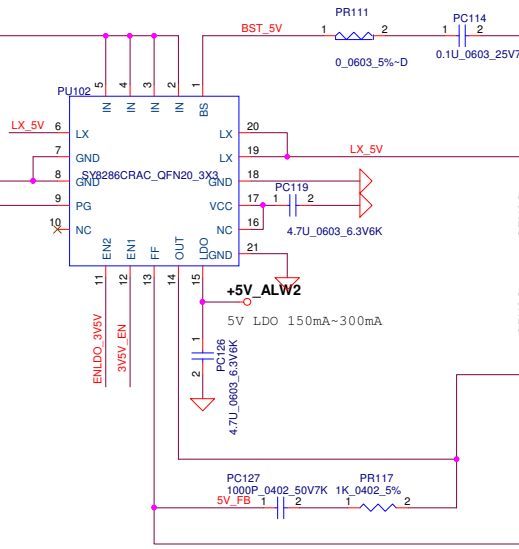 PR111
PC114
BST_5V
1
2
1
2
0_0603_5%~D
0.1U_0603_25V7
PU102
5
4
3
2
1
IN
IN
IN
IN
BS
LX_5V
6
LX
LX
20
7
GND
LX
19
LX_5V
8
GND
SY8286CRAC_QFN20_3X3
GND
18
9
PG
VCC
17
PC119
1
2
10
NC
NC
16
4.7U_0603_6.3V6K
EN2
EN1
FF
OUT
LDO
GND
21
11
12
13
14
15
+5V_ALW2
5V LDO 150mA~300mA
ENLDO_3V5V
3V5V_EN
1
2
PC126
4.7U_0603_6.3V6K
PC127
PR117
1000P_0402_50V7K
1K_0402_5%
5V_FB
1
2
1
2